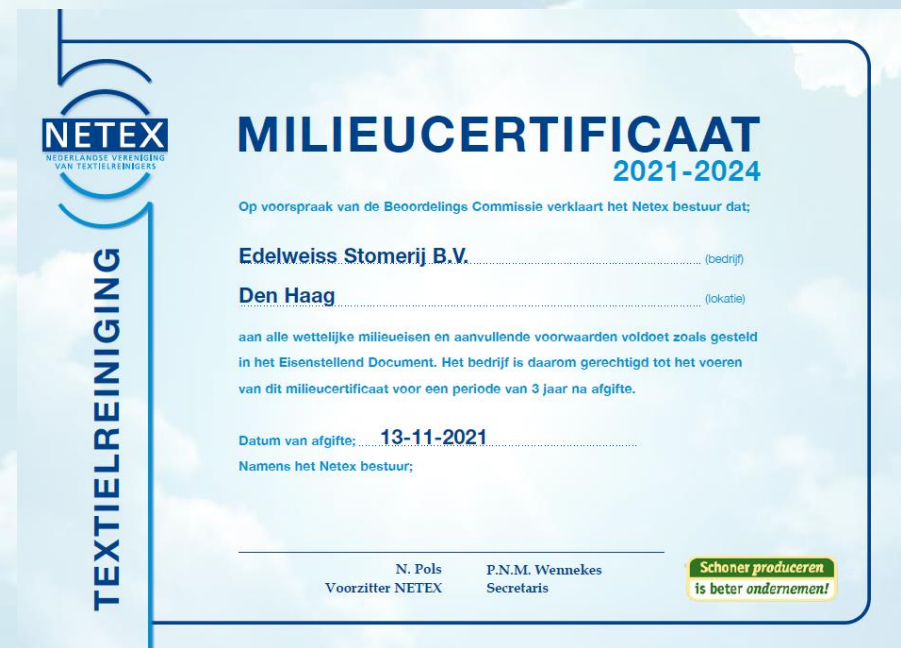 NETEX
NEDERLANDSE VERENIGING
VAN TEXTIELREINIGERS
TEXTIELREINIGING
MILIEUCERTIFICAAT
2021-2024
Op voorspraak van de Beoordelings Commissie verklaart het Netex bestuur dat;
Edelweiss Stomerij B.V. (bedrijf)
Den Haag (lokatie)
aan alle wettelijke milieueisen en aanvullende voorwaarden voldoet zoals gesteld
in het Eisenstellend Document. Het bedrijf is daarom gerechtigd tot het voeren
van dit milieucertificaat voor een periode van 3 jaar na afgifte.
Datum van afgifte; 13-11-2021
Namens het Netex bestuur;
N. Pols P.N.M. Wennekes
Voorzitter NETEX Secretaris
Schoner produceren
is beter ondernemen!